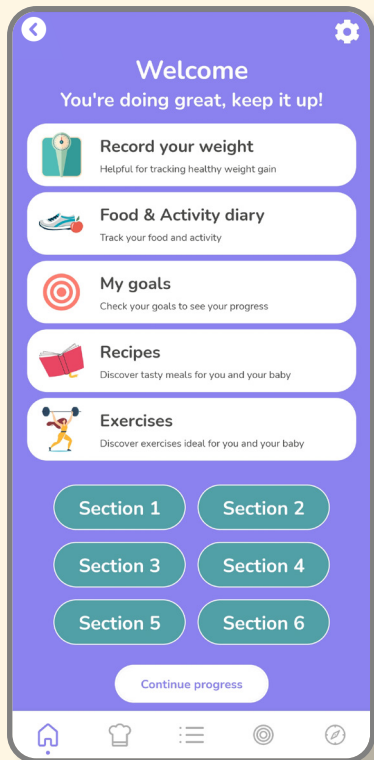 Welcome
You're doing great, keep it up!
Record your weight
Helpful for tracking healthy weight gain
Food & Activity diary
Track your food and activity
My goals
Check your goals to see your progress
Recipes
Discover tasty meals for you and your baby
Exercises
Discover exercises ideal for you and your baby
Section 1
Section 2
Section 3
Section 4
Section 5
Section 6
Continue progress